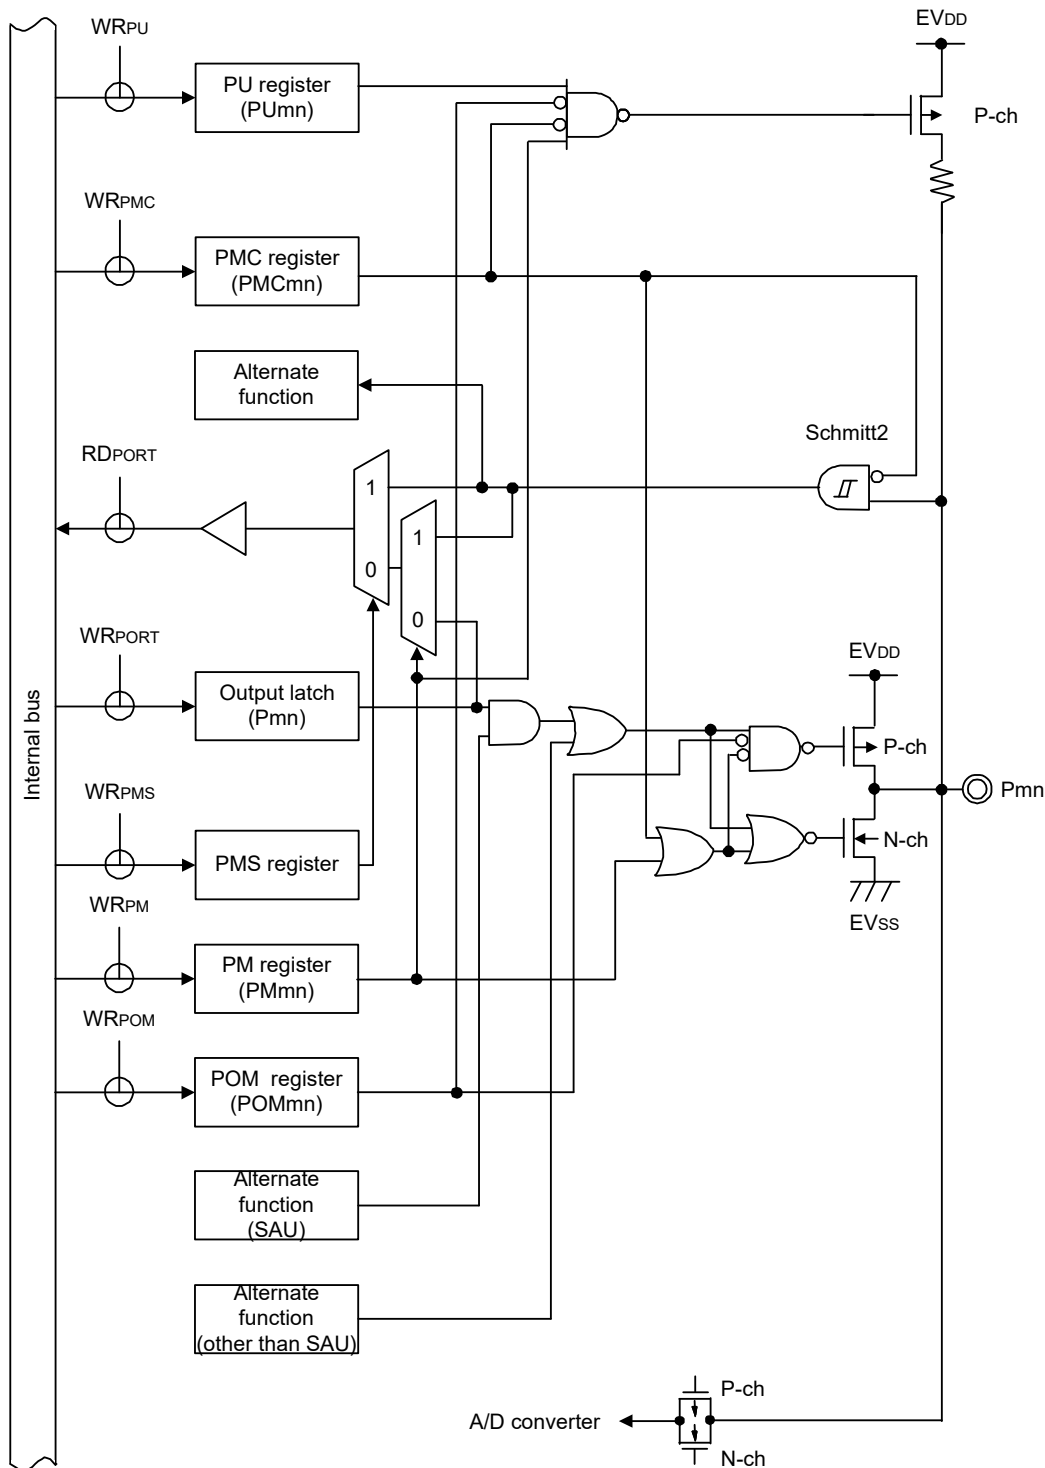 EVDD
WRPU
PU register
(PUmn)
P-ch
WRPMC
PMC register
(PMCmn)
Alternate
function
Schmitt2
RDPORT
1
1
0
0
WRPORT
EVDD
Output latch
(Pmn)
Internal bus
P-ch
Pmn
WRPMS
PMS register
N-ch
WRPM
EVSS
PM register
(PMmn)
WRPOM
POM register
(POMmn)
Alternate
function
(SAU)
Alternate
function
(other than SAU)
P-ch
A/D converter
N-ch